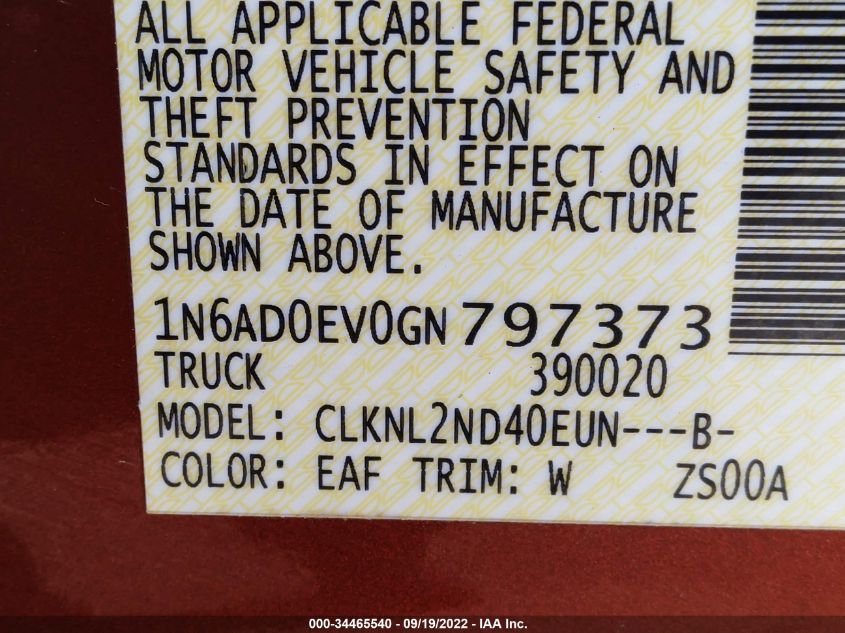 ALL APPLICABLE FEDERAL
MOTOR VEHICLE SAFETY AND
THEFT PREVENTION
STANDARDS IN EFFECT ON
THE DATE OF MANUFACTURE
SHOWN ABOVE.
1N6AD0EV0GN797373
TRUCK 390020
MODEL: CLKNL2ND40EUN---B-
COLOR: EAF TRIM: W ZS00A
000-34465540 - 09/19/2022 - IAA Inc.